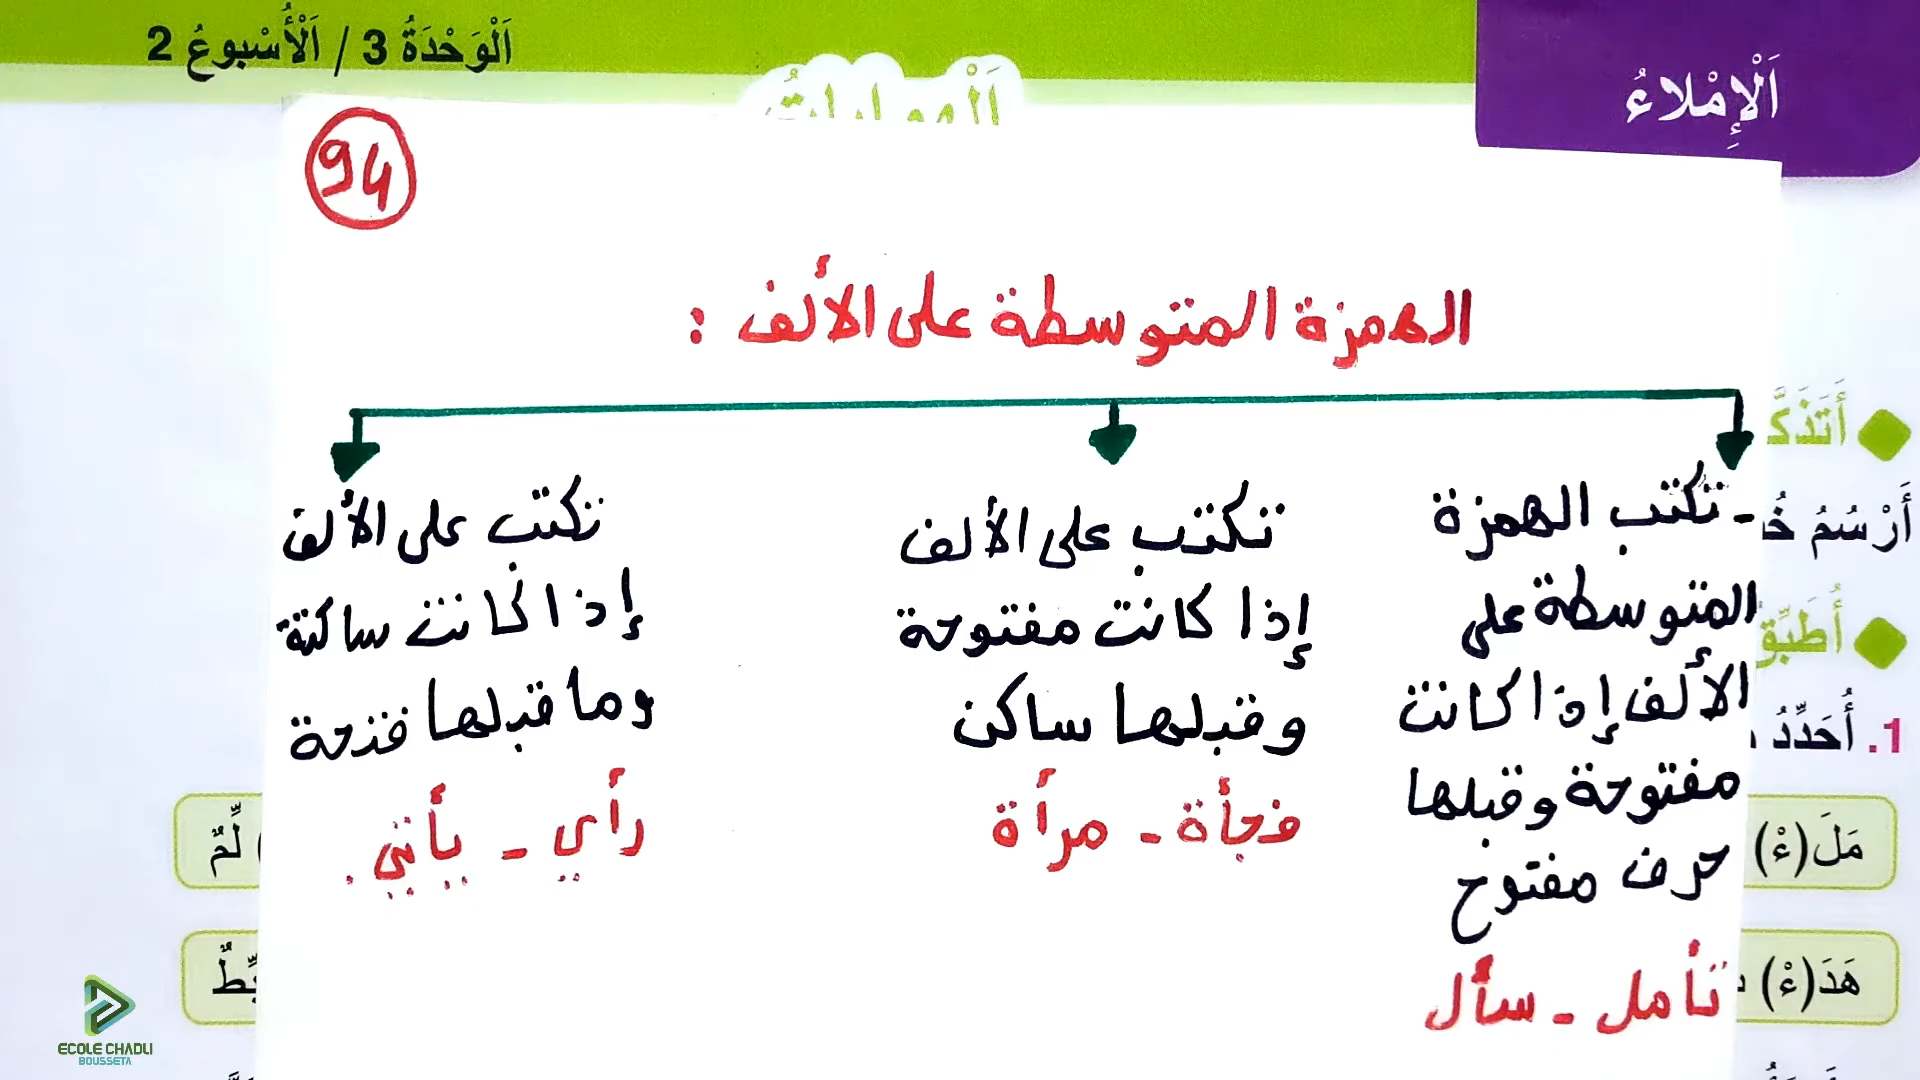 اَلْوَحْدَةُ 3 / اَلْأُسْبوعُ 2
اَلْإِمْلاءُ
94
الهمزة المتوسطة على الألف :
- تكتب الهمزة
المتوسطة على
الألف إذا كانت
مفتوحة وقبلها
حرف مفتوح
تأمل - سأل
تكتب على الألف
إذا كانت مفتوحة
وقبلها ساكن
فجأة - مرأة
تكتب على الألف
إذا كانت ساكنة
وما قبلها فتحة
رأي - يأتي .
أَرْسُمُ
1. أُحَدِّدُ
مَلَ(ءْ)
هَدَ(ءْ)
ECOLE CHADLI
BOUSSETA